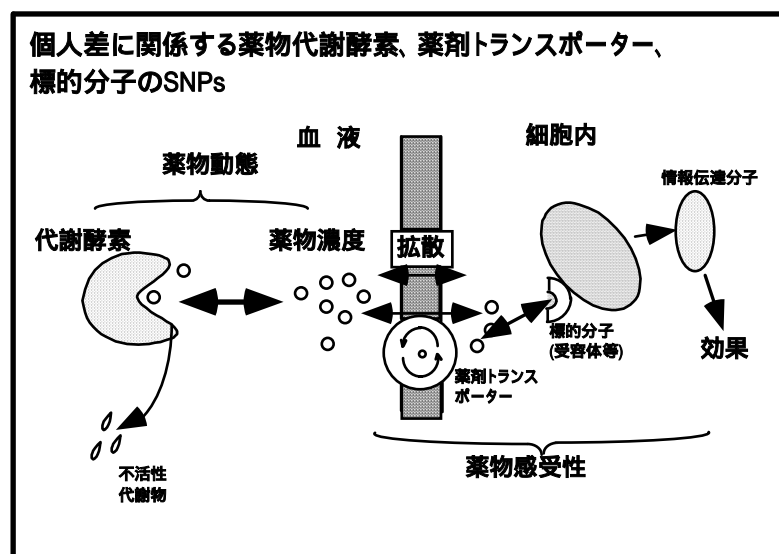 個人差に関係する薬物代謝酵素、薬剤トランスポーター、
標的分子のSNPs
血 液
細胞内
薬物動態
情報伝達分子
代謝酵素
薬物濃度
拡散
標的分子
(受容体等)
効果
薬剤トランス
ポーター
薬物感受性
不活性
代謝物